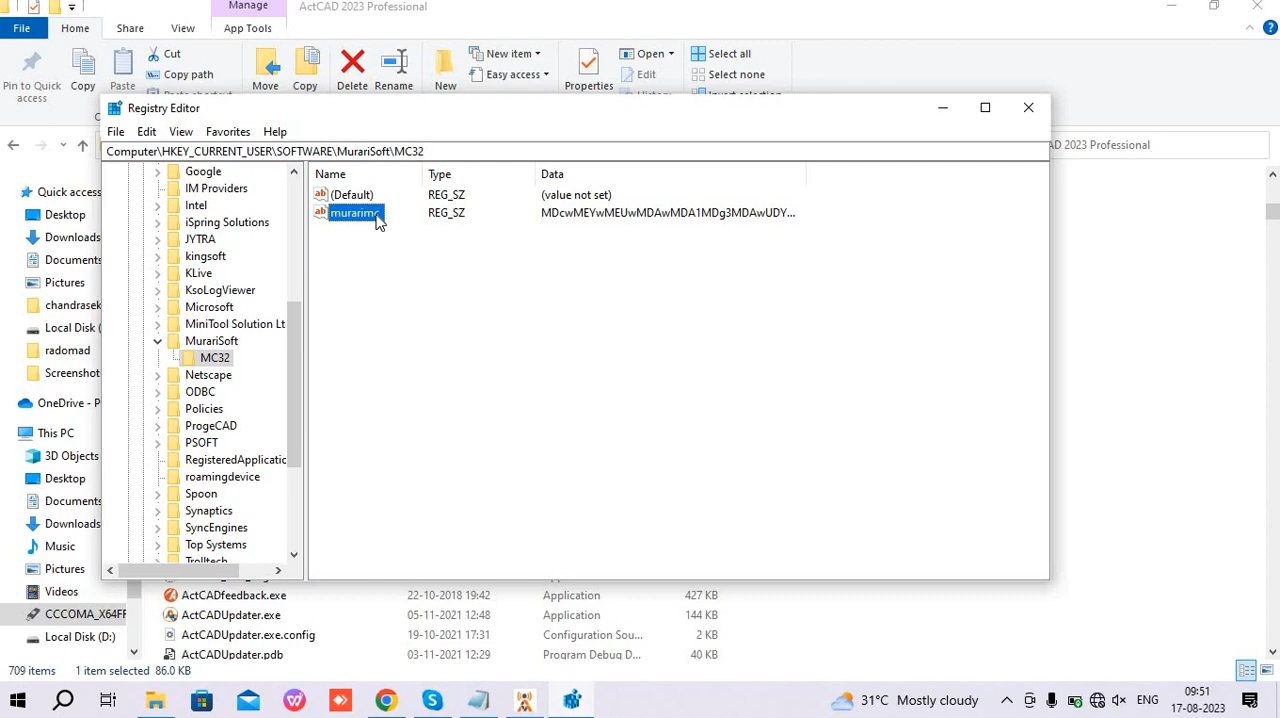 Manage
ActCAD 2023 Professional
File
Home
Share
View
App Tools
Pin to Quick
access
Copy
Paste
Cut
Copy path
Move
Copy
Delete
Rename
New
New item
Easy access
Properties
Open
Edit
Select all
Select none
Registry Editor
File
Edit
View
Favorites
Help
Computer\HKEY_CURRENT_USER\SOFTWARE\MurariSoft\MC32
CAD 2023 Professional
Name
Type
Data
(Default)
REG_SZ
(value not set)
murarimc
REG_SZ
MDcwMEYwMEUwMDAwMDA1MDg3MDAwUDY...
Google
IM Providers
Intel
iSpring Solutions
JYTRA
kingsoft
KLive
KsoLogViewer
Microsoft
MiniTool Solution Lt
MurariSoft
MC32
Netscape
ODBC
Policies
ProgeCAD
PSOFT
RegisteredApplicatic
roamingdevice
Spoon
Synaptics
SyncEngines
Top Systems
Trolltech
Quick access
Desktop
Downloads
Documents
Pictures
chandrasek
Local Disk (
radomad
Screenshot
OneDrive - P
This PC
3D Objects
Desktop
Documents
Downloads
Music
Pictures
Videos
CCCOMA_X64FR
Local Disk (D:)
ActCADfeedback.exe
22-10-2018 19:42
Application
427 KB
ActCADUpdater.exe
05-11-2021 12:48
Application
144 KB
ActCADUpdater.exe.config
19-10-2021 17:31
Configuration Sou...
2 KB
ActCADUpdater.pdb
03-11-2021 12:29
Program Debug D...
40 KB
709 items
1 item selected 86.0 KB
31°C Mostly cloudy
ENG
09:51
17-08-2023